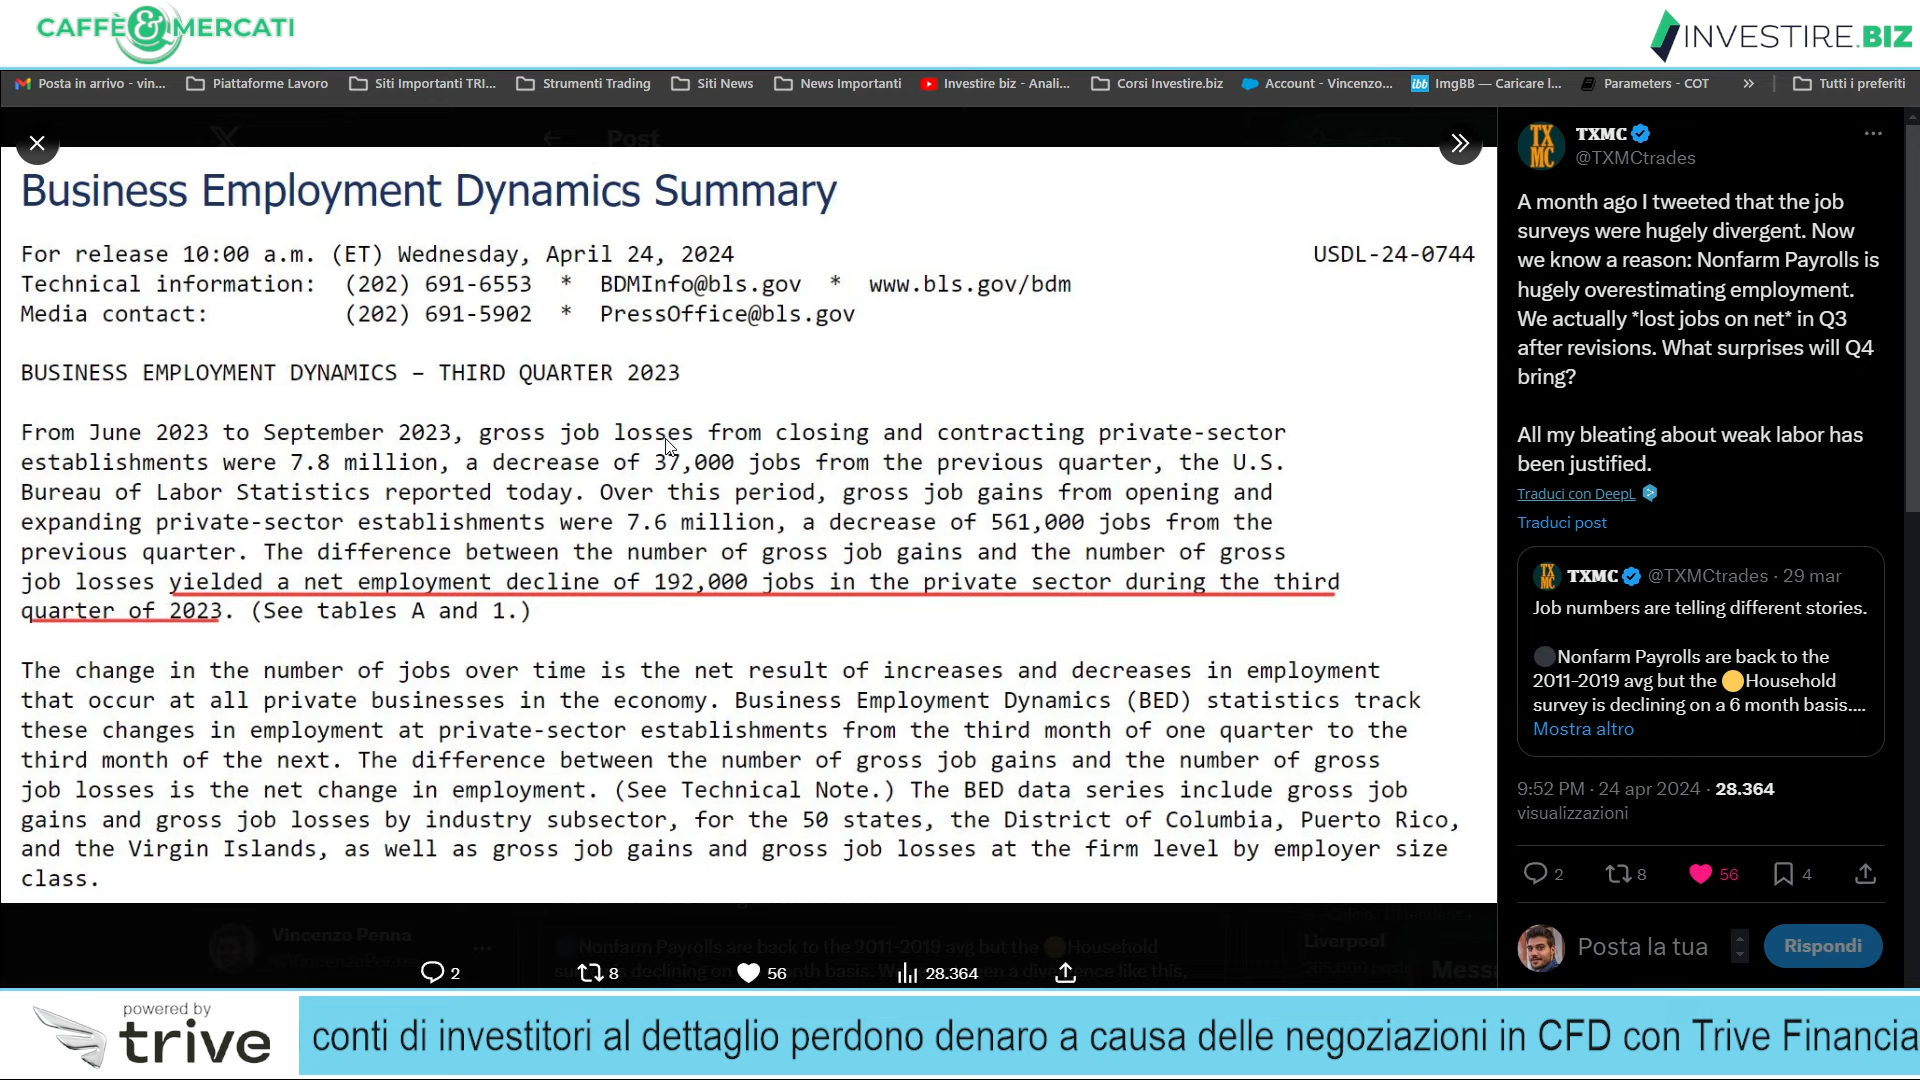 CAFFÈ&MERCATI
INVESTIRE.BIZ
Posta in arrivo - vin...
Piattaforme Lavoro
Siti Importanti TRI...
Strumenti Trading
Siti News
News Importanti
Investire biz - Anali...
Corsi Investire.biz
Account - Vincenzo...
ibb ImgBB — Caricare l...
Parameters - COT
Tutti i preferiti
Post
Business Employment Dynamics Summary
For release 10:00 a.m. (ET) Wednesday, April 24, 2024 USDL-24-0744
Technical information: (202) 691-6553 * BDMInfo@bls.gov * www.bls.gov/bdm
Media contact: (202) 691-5902 * PressOffice@bls.gov
BUSINESS EMPLOYMENT DYNAMICS – THIRD QUARTER 2023
From June 2023 to September 2023, gross job losses from closing and contracting private-sector
establishments were 7.8 million, a decrease of 37,000 jobs from the previous quarter, the U.S.
Bureau of Labor Statistics reported today. Over this period, gross job gains from opening and
expanding private-sector establishments were 7.6 million, a decrease of 561,000 jobs from the
previous quarter. The difference between the number of gross job gains and the number of gross
job losses yielded a net employment decline of 192,000 jobs in the private sector during the third
quarter of 2023. (See tables A and 1.)
The change in the number of jobs over time is the net result of increases and decreases in employment
that occur at all private businesses in the economy. Business Employment Dynamics (BED) statistics track
these changes in employment at private-sector establishments from the third month of one quarter to the
third month of the next. The difference between the number of gross job gains and the number of gross
job losses is the net change in employment. (See Technical Note.) The BED data series include gross job
gains and gross job losses by industry subsector, for the 50 states, the District of Columbia, Puerto Rico,
and the Virgin Islands, as well as gross job gains and gross job losses at the firm level by employer size
class.
Vincenzo Penna
Nonfarm Payrolls are back to the 2011-2019 avg but the Household
Liverpool
2
8
56
28.364
TX
MC
TXMC
@TXMCtrades
A month ago I tweeted that the job
surveys were hugely divergent. Now
we know a reason: Nonfarm Payrolls is
hugely overestimating employment.
We actually *lost jobs on net* in Q3
after revisions. What surprises will Q4
bring?
All my bleating about weak labor has
been justified.
Traduci con DeepL
Traduci post
TXMC @TXMCtrades · 29 mar
Job numbers are telling different stories.
Nonfarm Payrolls are back to the
2011-2019 avg but the Household
survey is declining on a 6 month basis....
Mostra altro
9:52 PM · 24 apr 2024 · 28.364
visualizzazioni
2
8
56
4
Posta la tua
Rispondi
powered by
trive
conti di investitori al dettaglio perdono denaro a causa delle negoziazioni in CFD con Trive Financia